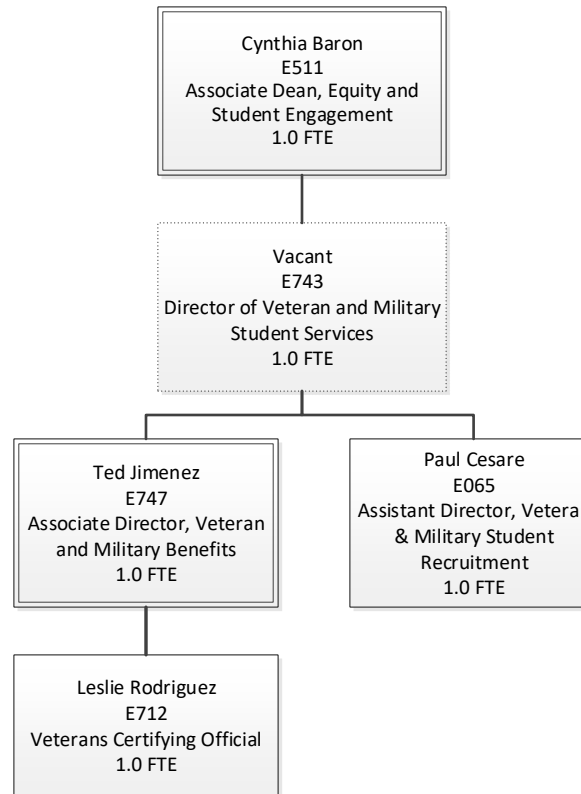 Cynthia Baron
E511
Associate Dean, Equity and
Student Engagement
1.0 FTE
Vacant
E743
Director of Veteran and Military
Student Services
1.0 FTE
Ted Jimenez
E747
Associate Director, Veteran
and Military Benefits
1.0 FTE
Paul Cesare
E065
Assistant Director, Vetera
& Military Student
Recruitment
1.0 FTE
Leslie Rodriguez
E712
Veterans Certifying Official
1.0 FTE